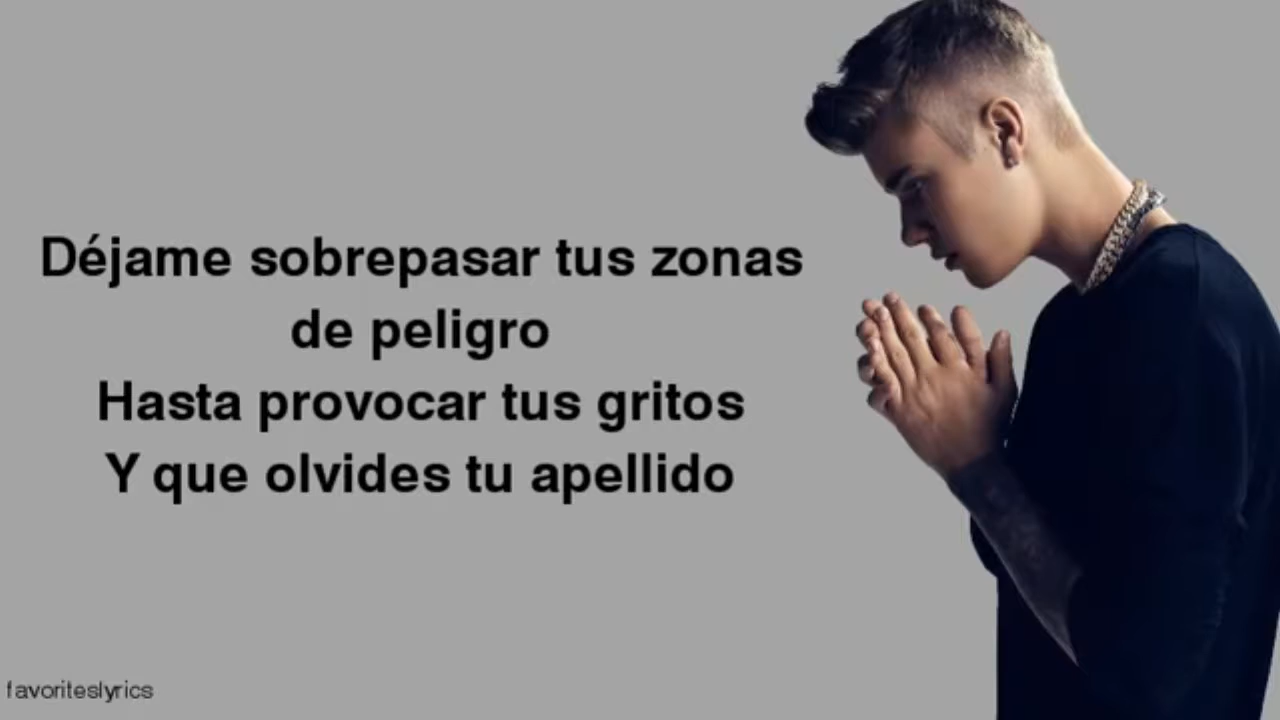 Déjame sobrepasar tus zonas
de peligro
Hasta provocar tus gritos
Y que olvides tu apellido
favoriteslyrics